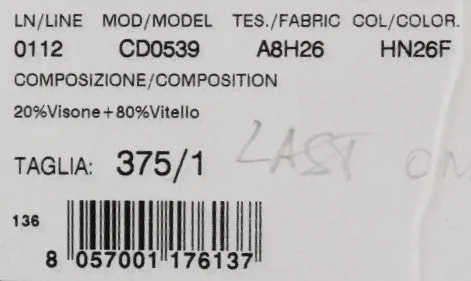 LN/LINE MOD/MODEL TES./FABRIC COL/COLOR.
0112 CD0539 A8H26 HN26F
COMPOSIZIONE/COMPOSITION
20%Visone+80%Vitello
TAGLIA: 375/1 LAST
136
8 057001 176137